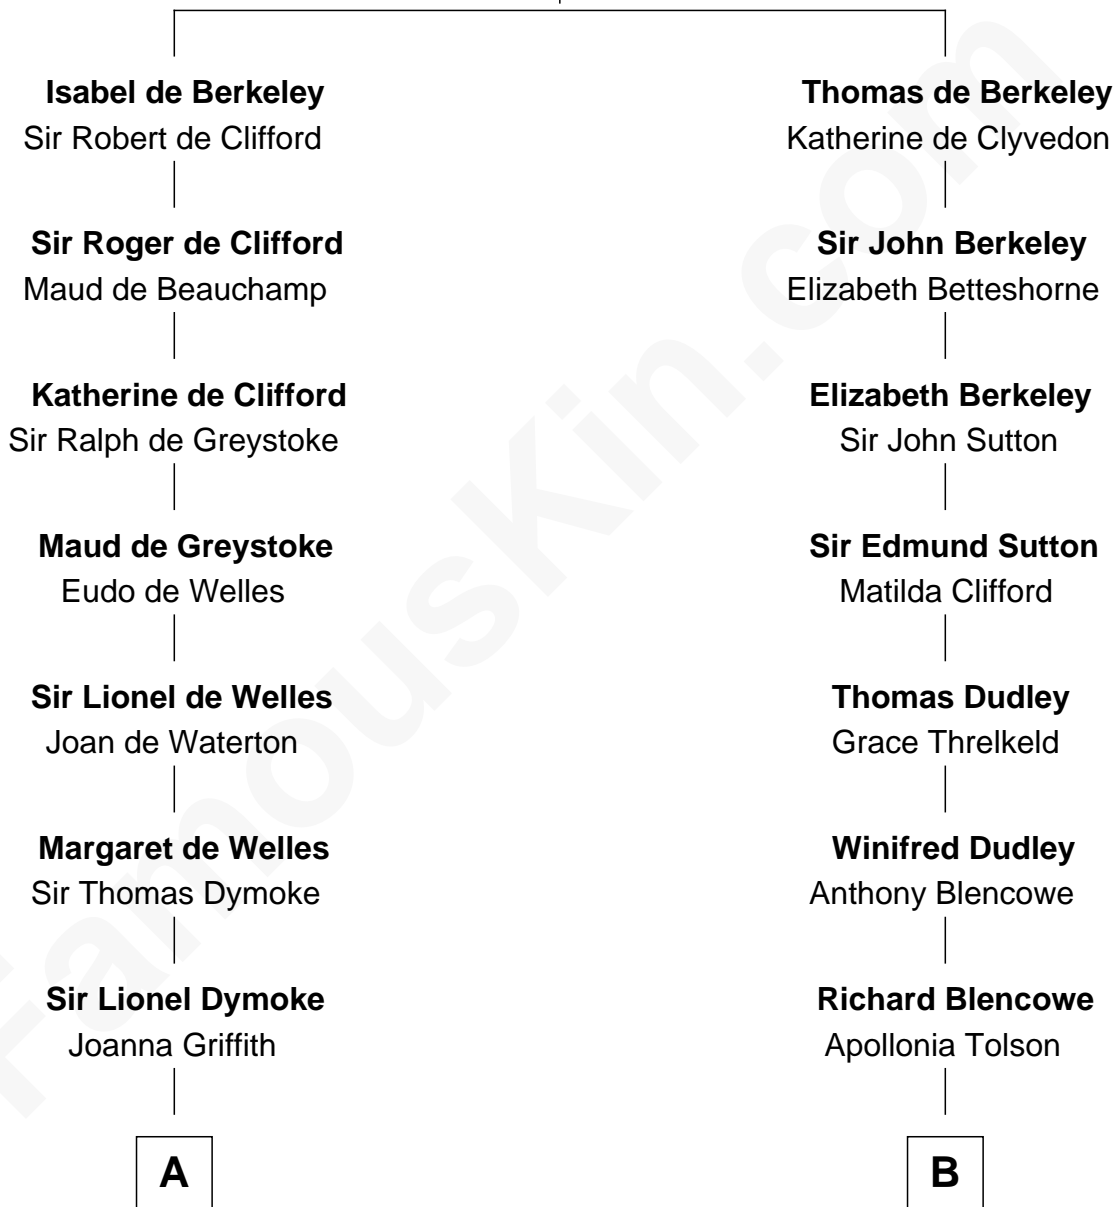 Isabel de Berkeley
Sir Robert de Clifford
Sir Roger de Clifford
Maud de Beauchamp
Katherine de Clifford
Sir Ralph de Greystoke
Maud de Greystoke
Eudo de Welles
Sir Lionel de Welles
Joan de Waterton
Margaret de Welles
Sir Thomas Dymoke
Sir Lionel Dymoke
Joanna Griffith
A
Thomas de Berkeley
Katherine de Clyvedon
Sir John Berkeley
Elizabeth Betteshorne
Elizabeth Berkeley
Sir John Sutton
Sir Edmund Sutton
Matilda Clifford
Thomas Dudley
Grace Threlkeld
Winifred Dudley
Anthony Blencowe
Richard Blencowe
Apollonia Tolson
B
FamousKin.com